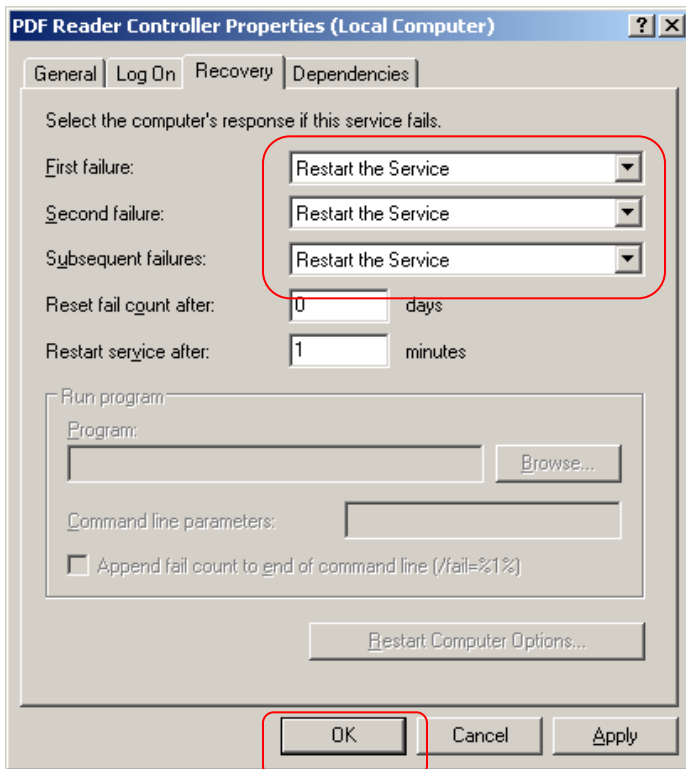 PDF Reader Controller Properties (Local Computer)
General Log On Recovery Dependencies
Select the computer's response if this service fails.
First failure: Restart the Service
Second failure: Restart the Service
Subsequent failures: Restart the Service
Reset fail count after: 0 days
Restart service after: 1 minutes
Run program
Program:
Browse...
Command line parameters:
Append fail count to end of command line (/fail=%1%)
Restart Computer Options...
OK Cancel Apply